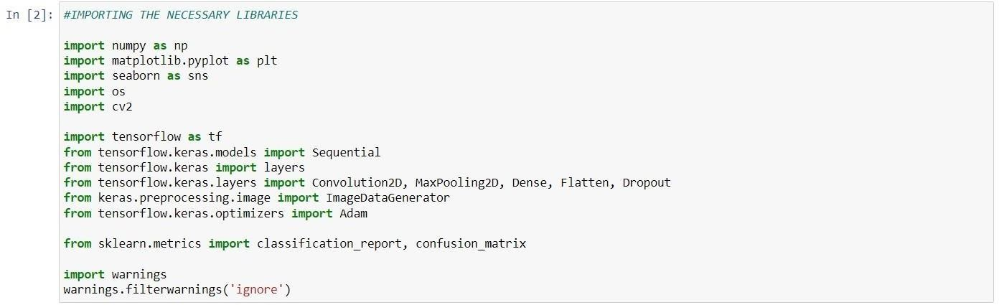 In [2]: #IMPORTING THE NECESSARY LIBRARIES
import numpy as np
import matplotlib.pyplot as plt
import seaborn as sns
import os
import cv2
import tensorflow as tf
from tensorflow.keras.models import Sequential
from tensorflow.keras import layers
from tensorflow.keras.layers import Convolution2D, MaxPooling2D, Dense, Flatten, Dropout
from keras.preprocessing.image import ImageDataGenerator
from tensorflow.keras.optimizers import Adam
from sklearn.metrics import classification_report, confusion_matrix
import warnings
warnings.filterwarnings('ignore')